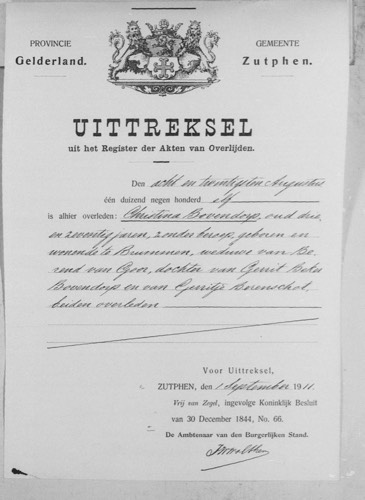 PROVINCIE
Gelderland.
GEMEENTE
Zutphen.
UITTREKSEL
uit het Register der Akten van Overlijden.
Den acht en twintigsten Augustus
één duizend negen honderd elf
is alhier overleden: Christina Bovendorp, oud drie
en zeventig jaren, zonder beroep, geboren en
wonende te Brummen, weduwe van Be-
rend van Goor, dochter van Gerrit
Bovendorp en van Gerritje Berenschot,
beiden overleden
Voor Uittreksel,
ZUTPHEN, den 1 September 1911.
Vrij van Zegel, ingevolge Koninklijk Besluit
van 30 December 1844, No. 66.
De Ambtenaar van den Burgerlijken Stand.